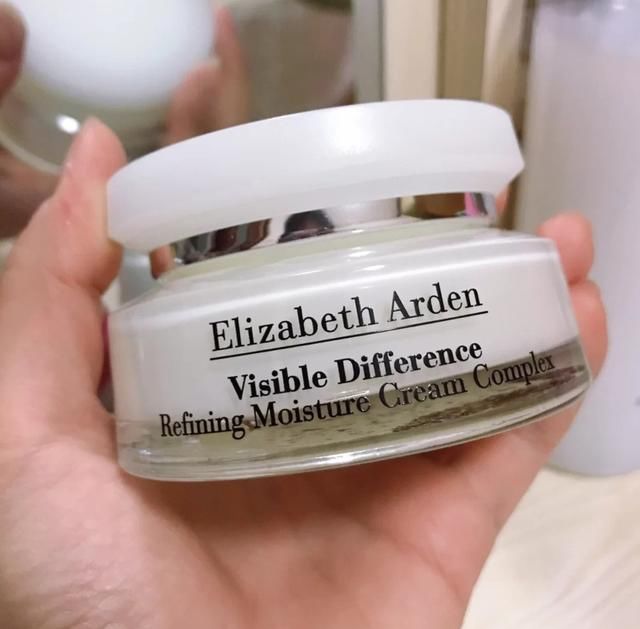 Elizabeth Arden
Visible Difference
Refining Moisture Cream Complex